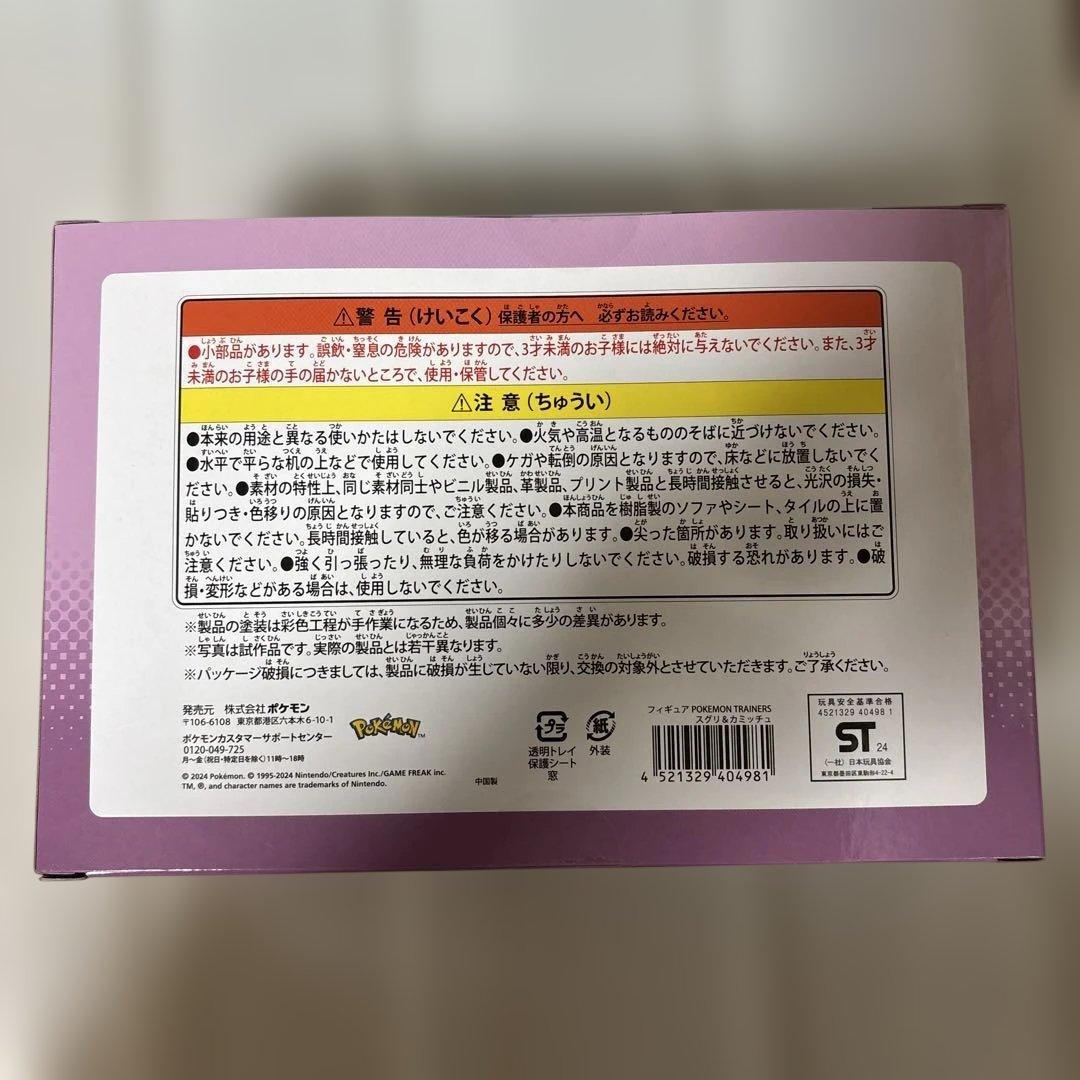 ⚠警 告(けいこく) 保護者の方へ 必ずお読みください。
●小部品があります。誤飲・窒息の危険がありますので、3才未満のお子様には絶対に与えないでください。また、3才
未満のお子様の手の届かないところで、使用・保管してください。
⚠注 意(ちゅうい)
●本来の用途と異なる使いかたはしないでください。●火気や高温となるもののそばに近づけないでください。
●水平で平らな机の上などで使用してください。●ケガや転倒の原因となりますので、床などに放置しないでく
ださい。●素材の特性上、同じ素材同士やビニル製品、革製品、プリント製品と長時間接触させると、光沢の損失・
貼りつき・色移りの原因となりますので、ご注意ください。●本商品を樹脂製のソファやシート、タイルの上に置
かないでください。長時間接触していると、色が移る場合があります。●尖った箇所があります。取り扱いにはご
注意ください。●強く引っ張ったり、無理な負荷をかけたりしないでください。破損する恐れがあります。●破
損・変形などがある場合は、使用しないでください。
※製品の塗装は彩色工程が手作業になるため、製品個々に多少の差異があります。
※写真は試作品です。実際の製品とは若干異なります。
※パッケージ破損につきましては、製品に破損が生じていない限り、交換の対象外とさせていただきます。ご了承ください。
発売元 株式会社ポケモン
〒106-6108 東京都港区六本木6-10-1
ポケモンカスタマーサポートセンター
0120-049-725
月〜金(祝日・特定日を除く)11時〜18時
© 2024 Pokémon. © 1995-2024 Nintendo/Creatures Inc./GAME FREAK inc.
TM, ®, and character names are trademarks of Nintendo.
POKéMON™
中国製
プラ
透明トレイ
保護シート
窓
紙
外装
フィギュア POKEMON TRAINERS
スグリ&カミッチュ
4 521329 404981
玩具安全基準合格
4521329 40498 1
ST 24
(一社) 日本玩具協会
東京都墨田区東駒形4-22-4